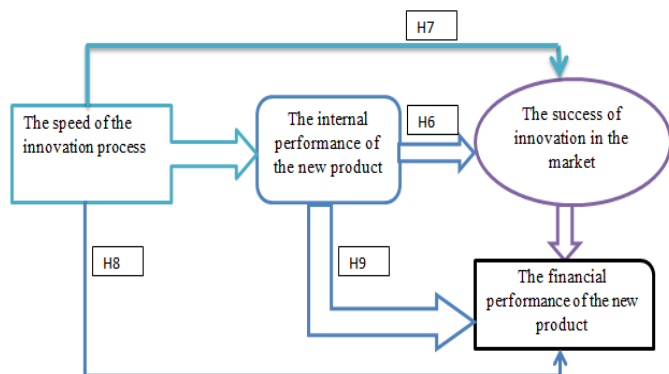 H7
The speed of the
innovation process
The internal
performance of
the new product
H6
The success of
innovation in the
market
H8
H9
The financial
performance of the new
product